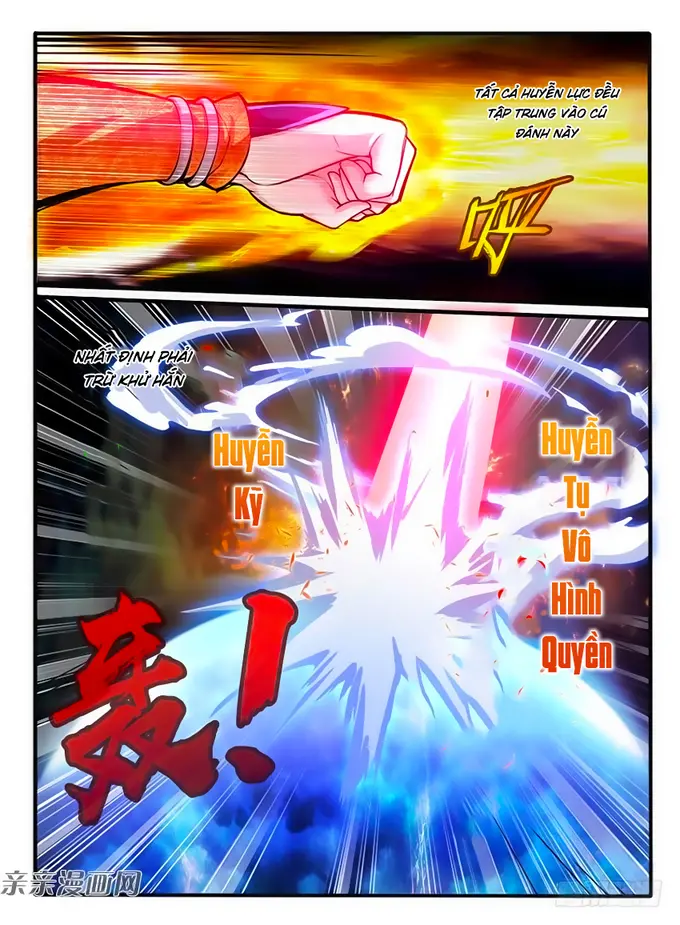 TẤT CẢ HUYỄN LỰC ĐỀU
TẬP TRUNG VÀO CÚ
ĐÁNH NÀY
NHẤT ĐỊNH PHẢI
TRỪ KHỬ HẮN
Huyễn
Kỳ
Huyễn
Tụ
Vô
Hình
Quyền
轰!
亲亲漫画网